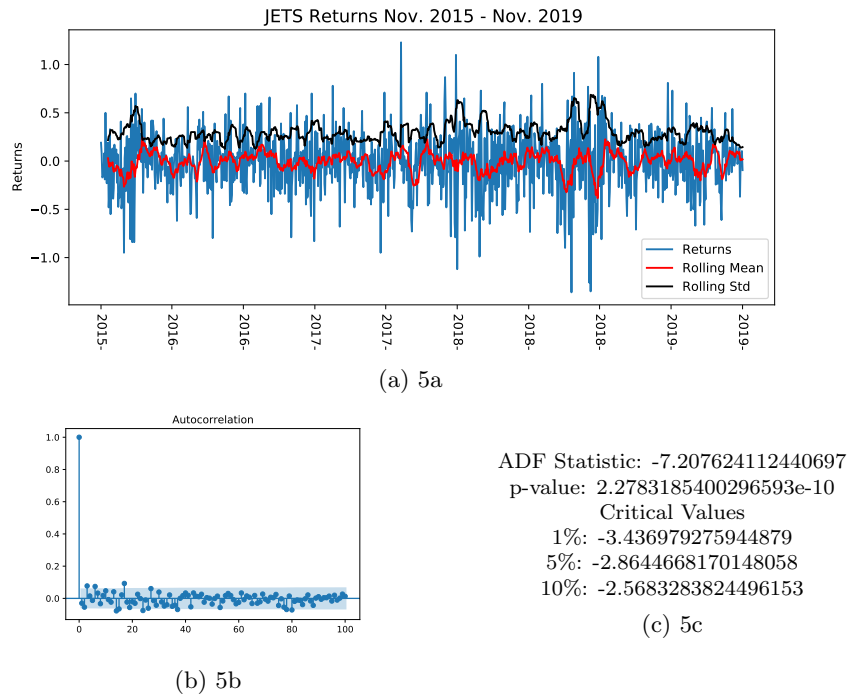 JETS Returns Nov. 2015 - Nov. 2019
Returns
1.0
0.5
0.0
−0.5
−1.0
Returns
Rolling Mean
Rolling Std
2015-
2016-
2016-
2017-
2017-
2018-
2018-
2018-
2019-
2019-
(a) 5a
Autocorrelation
1.0
0.8
0.6
0.4
0.2
0.0
0 20 40 60 80 100
(b) 5b
ADF Statistic: -7.207624112440697
p-value: 2.2783185400296593e-10
Critical Values
1%: -3.436979275944879
5%: -2.8644668170148058
10%: -2.5683283824496153
(c) 5c